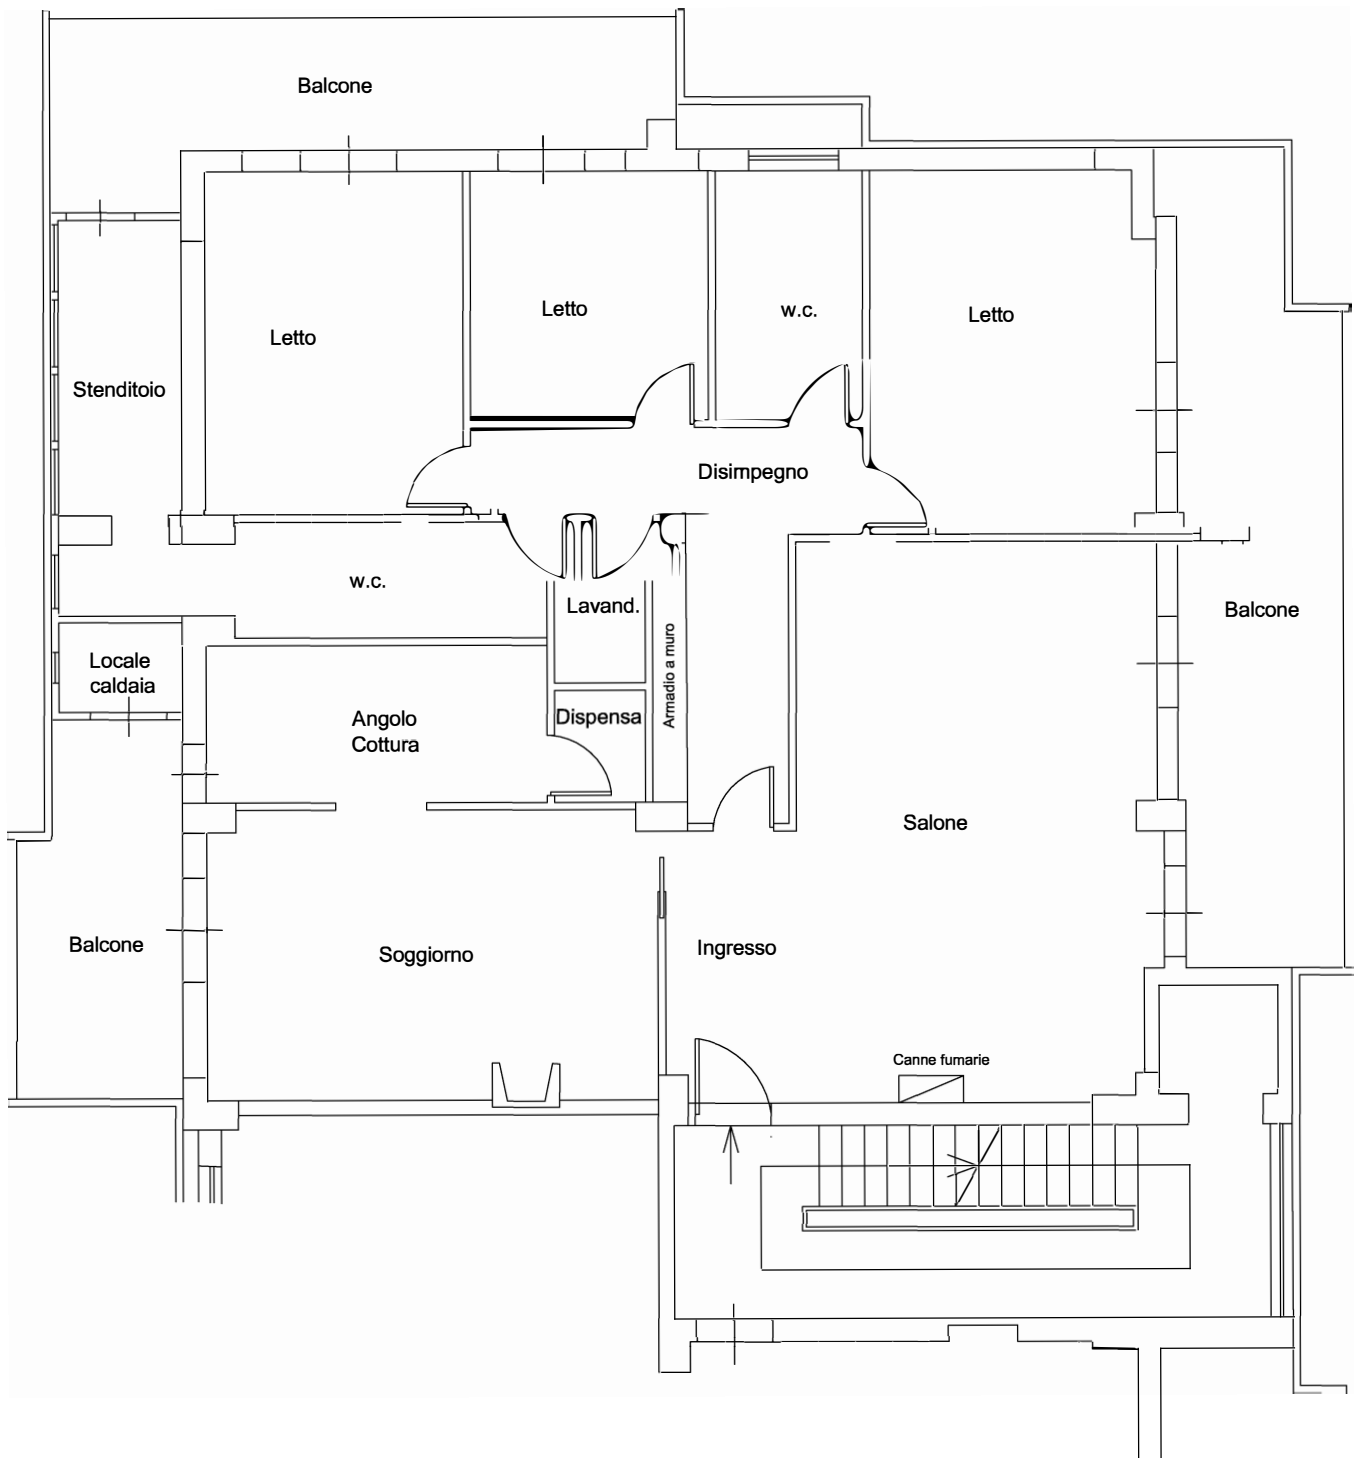 Balcone
Letto
w.c.
Letto
Letto
Stenditoio
Disimpegno
w.c.
Lavand.
Balcone
Armadio a muro
Locale
caldaia
Angolo
Cottura
Dispensa
Salone
Balcone
Soggiorno
Ingresso
Canne fumarie